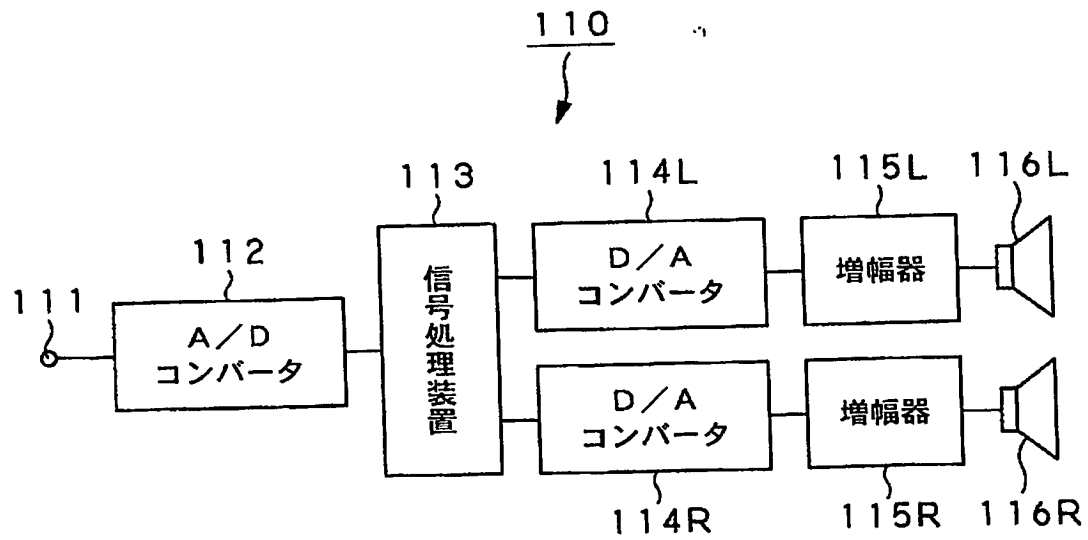 110
113
114L
115L
116L
112
111
A／D
コンバータ
信号処理装置
D／A
コンバータ
増幅器
D／A
コンバータ
増幅器
114R
115R
116R